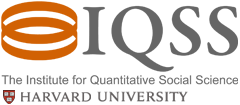 IQSS
The Institute for Quantitative Social Science
HARVARD UNIVERSITY